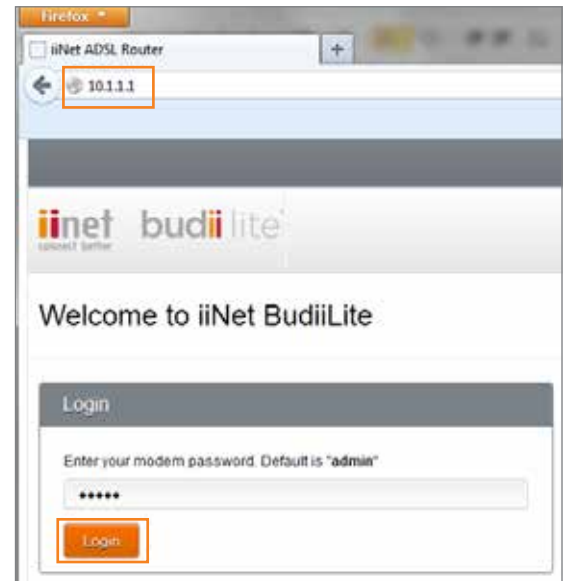 Firefox
iiNet ADSL Router
+
10.1.1.1
iinet budii lite
connect better
Welcome to iiNet BudiiLite
Login
Enter your modem password. Default is "admin"
•••••
Login